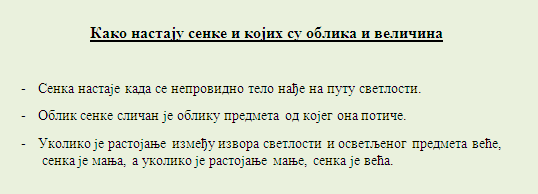 Како настају сенке и којих су облика и величина
- Сенка настаје када се непровидно тело нађе на путу светлости.
- Облик сенке сличан је облику предмета од којег она потиче.
- Уколико је растојање између извора светлости и осветљеног предмета веће,
сенка је мања, а уколико је растојање мање, сенка је већа.